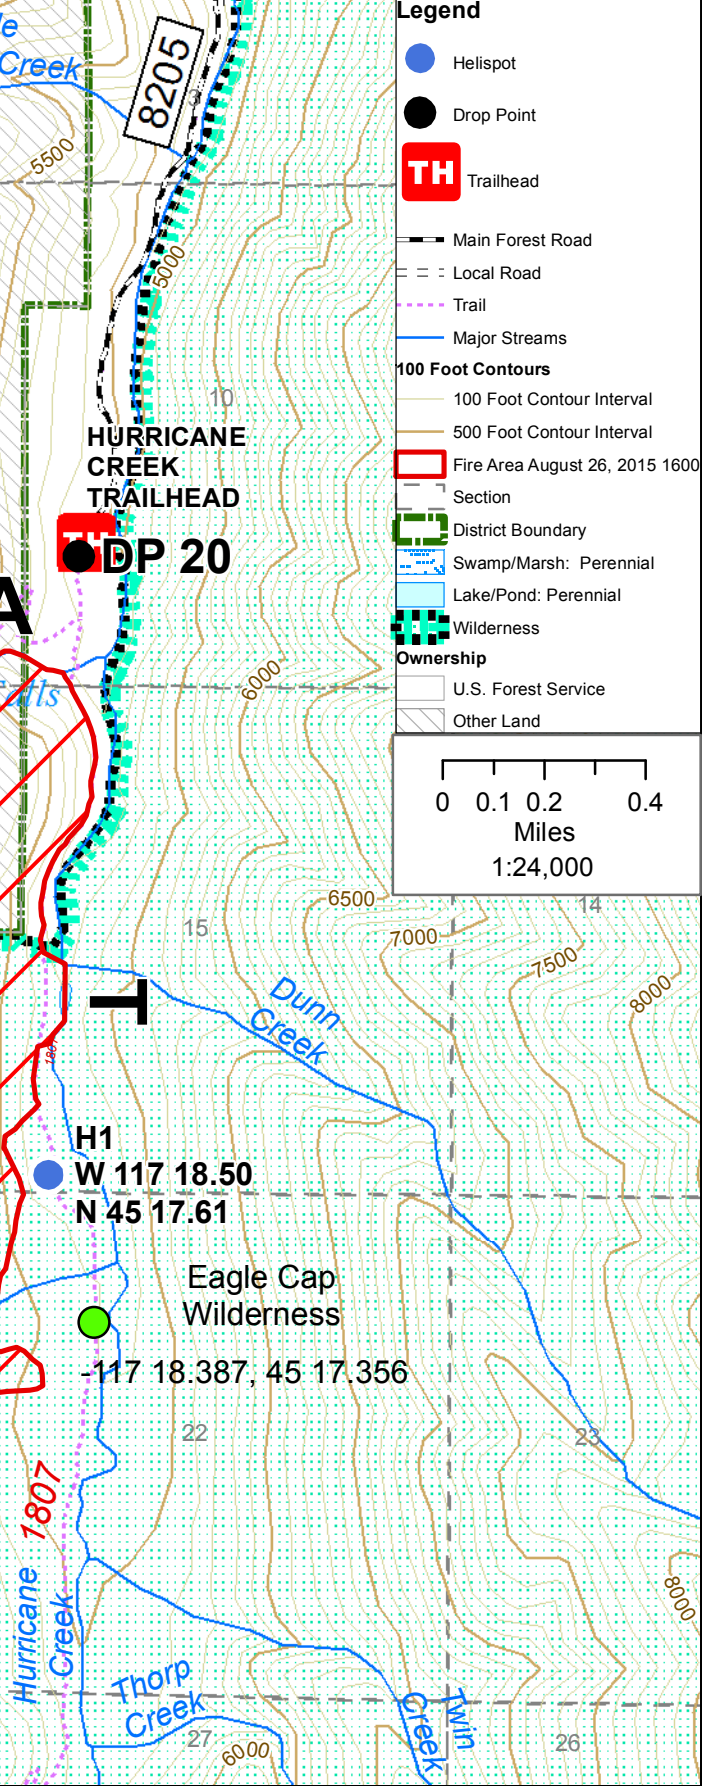 Creek
8205
3
5500
5000
10
HURRICANE
CREEK
TRAILHEAD
TH
DP 20
A
Falls
6000
Legend
Helispot
Drop Point
TH
Trailhead
Main Forest Road
Local Road
Trail
Major Streams
100 Foot Contours
100 Foot Contour Interval
500 Foot Contour Interval
Fire Area August 26, 2015 1600
Section
District Boundary
Swamp/Marsh: Perennial
Lake/Pond: Perennial
Wilderness
Ownership
U.S. Forest Service
Other Land
0 0.1 0.2 0.4
Miles
1:24,000
6500
14
15
7000
7500
8000
Dunn
Creek
1807
H1
W 117 18.50
N 45 17.61
Eagle Cap
Wilderness
-117 18.387, 45 17.356
22
23
1807
Hurricane
Creek
8000
Thorp
Creek
Twin
Creek
27
6000
26